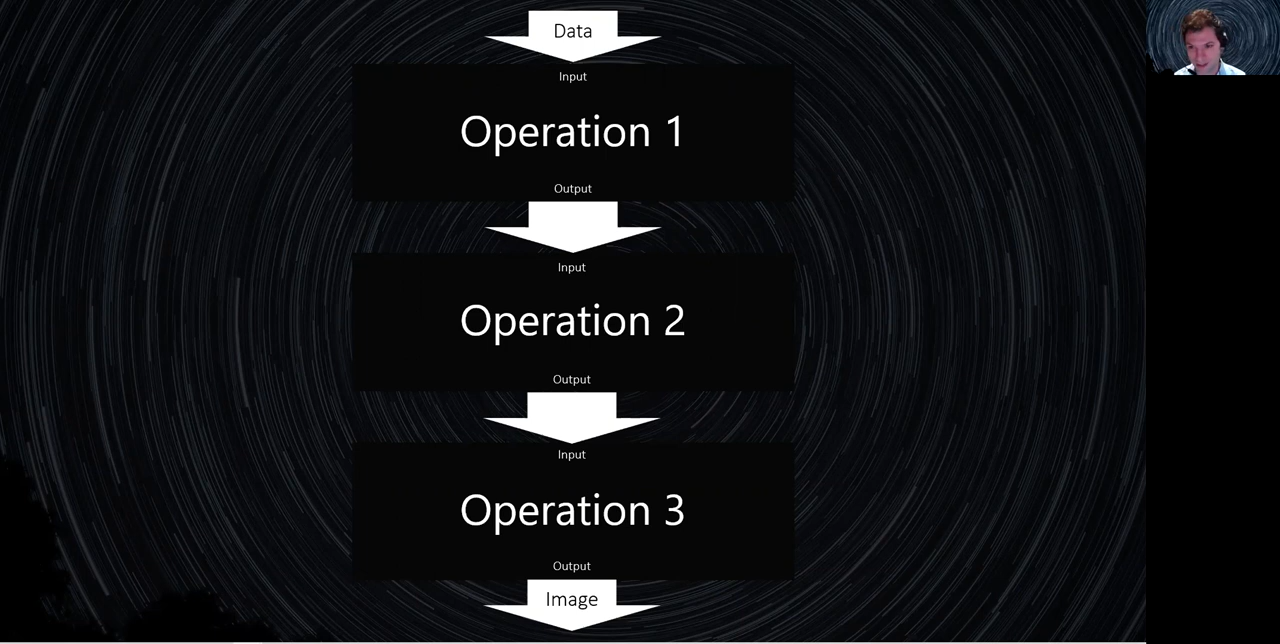 Data
Input
Operation 1
Output
Input
Operation 2
Output
Input
Operation 3
Output
Image